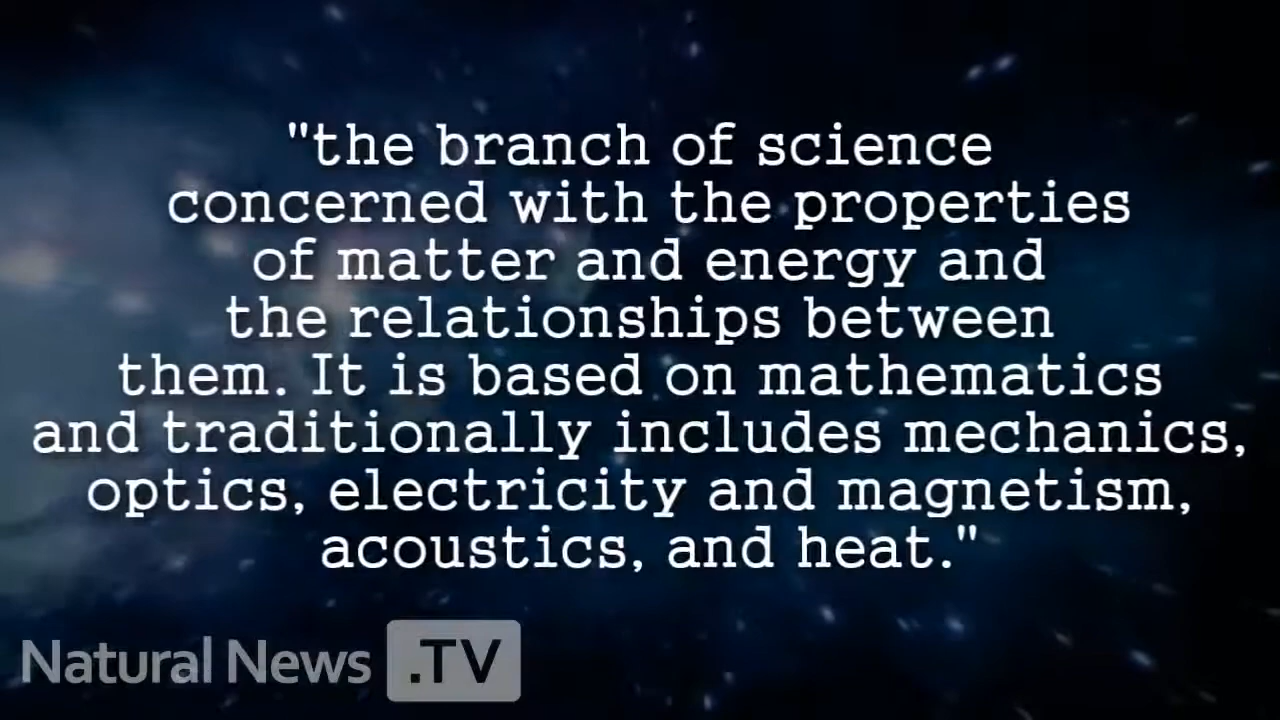 "the branch of science
concerned with the properties
of matter and energy and
the relationships between
them. It is based on mathematics
and traditionally includes mechanics,
optics, electricity and magnetism,
acoustics, and heat."
Natural News .TV